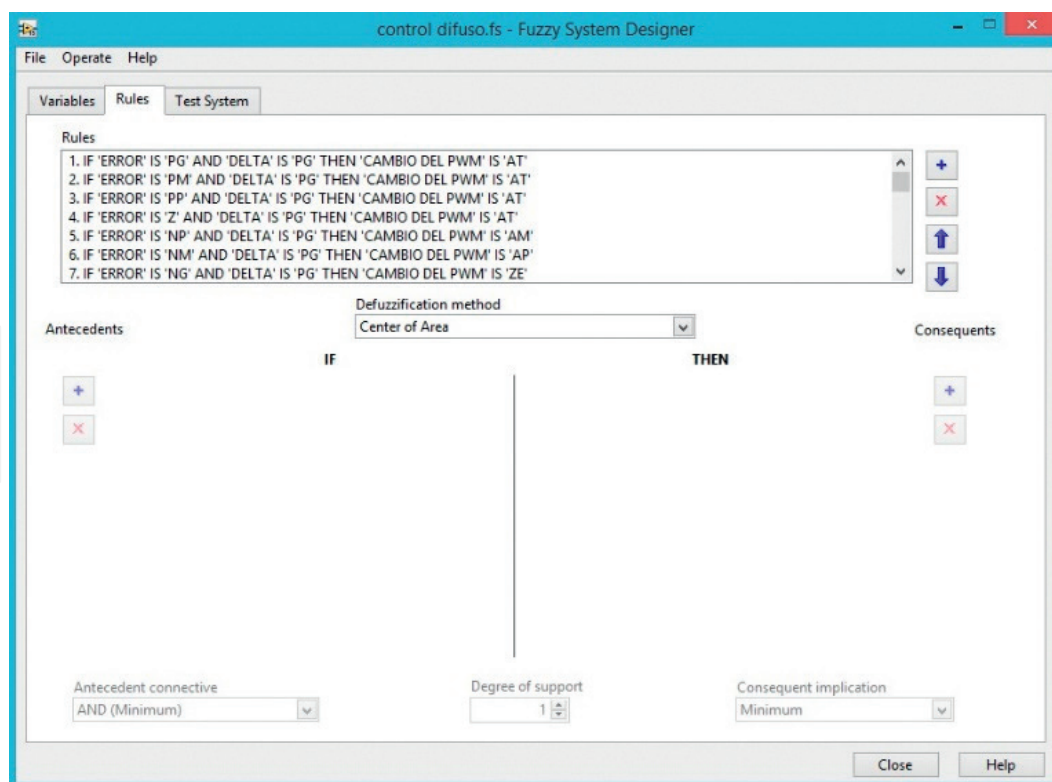 control difuso.fs - Fuzzy System Designer
File Operate Help
Variables Rules Test System
Rules
1. IF 'ERROR' IS 'PG' AND 'DELTA' IS 'PG' THEN 'CAMBIO DEL PWM' IS 'AT'
2. IF 'ERROR' IS 'PM' AND 'DELTA' IS 'PG' THEN 'CAMBIO DEL PWM' IS 'AT'
3. IF 'ERROR' IS 'PP' AND 'DELTA' IS 'PG' THEN 'CAMBIO DEL PWM' IS 'AT'
4. IF 'ERROR' IS 'Z' AND 'DELTA' IS 'PG' THEN 'CAMBIO DEL PWM' IS 'AT'
5. IF 'ERROR' IS 'NP' AND 'DELTA' IS 'PG' THEN 'CAMBIO DEL PWM' IS 'AM'
6. IF 'ERROR' IS 'NM' AND 'DELTA' IS 'PG' THEN 'CAMBIO DEL PWM' IS 'AP'
7. IF 'ERROR' IS 'NG' AND 'DELTA' IS 'PG' THEN 'CAMBIO DEL PWM' IS 'ZE'
Defuzzification method
Center of Area
Antecedents Consequents
IF THEN
Antecedent connective Degree of support Consequent implication
AND (Minimum) 1 Minimum
Close Help